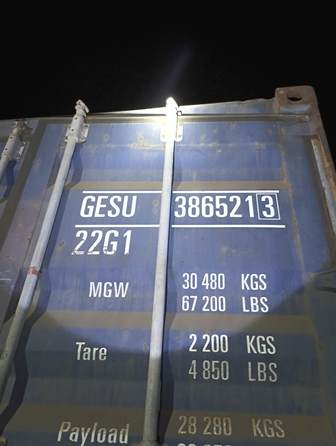 GESU 386521 3
22G1
MGW 30 480 KGS
67 200 LBS
Tare 2 200 KGS
4 850 LBS
Payload 28 280 KGS